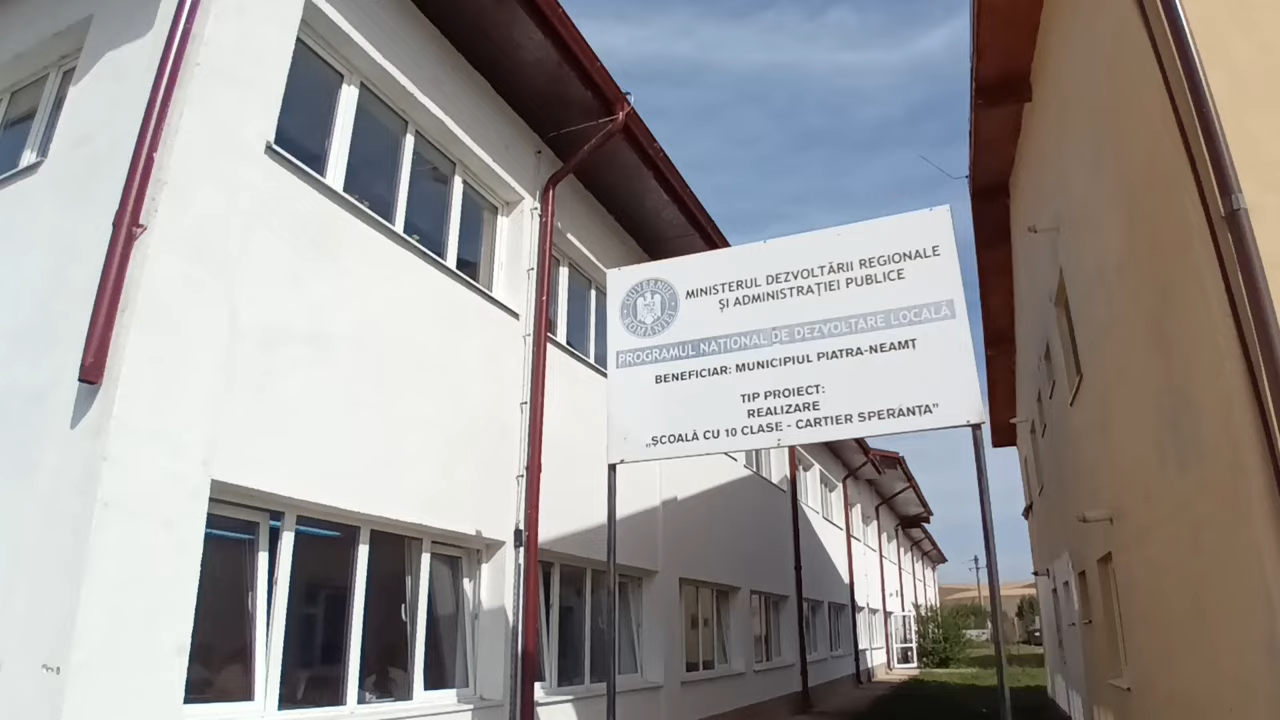 GUVERNUL ROMÂNIEI
MINISTERUL DEZVOLTĂRII REGIONALE
ȘI ADMINISTRAȚIEI PUBLICE
PROGRAMUL NAȚIONAL DE DEZVOLTARE LOCALĂ
BENEFICIAR: MUNICIPIUL PIATRA-NEAMȚ
TIP PROIECT:
REALIZARE
„ȘCOALĂ CU 10 CLASE - CARTIER SPERANȚA”